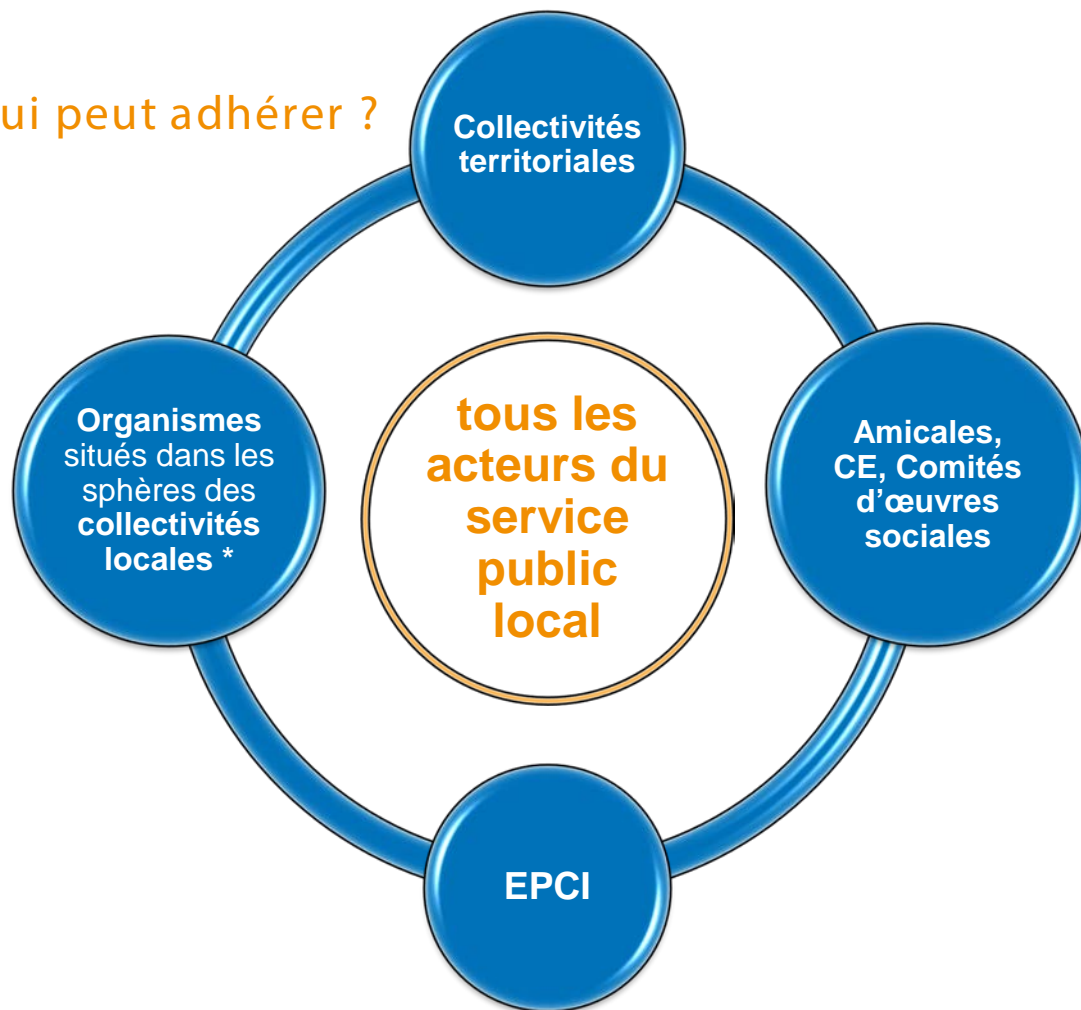 ui peut adhérer ?
Collectivités
territoriales
Organismes
situés dans les
sphères des
collectivités
locales *
tous les
acteurs du
service
public
local
Amicales,
CE, Comités
d’œuvres
sociales
EPCI